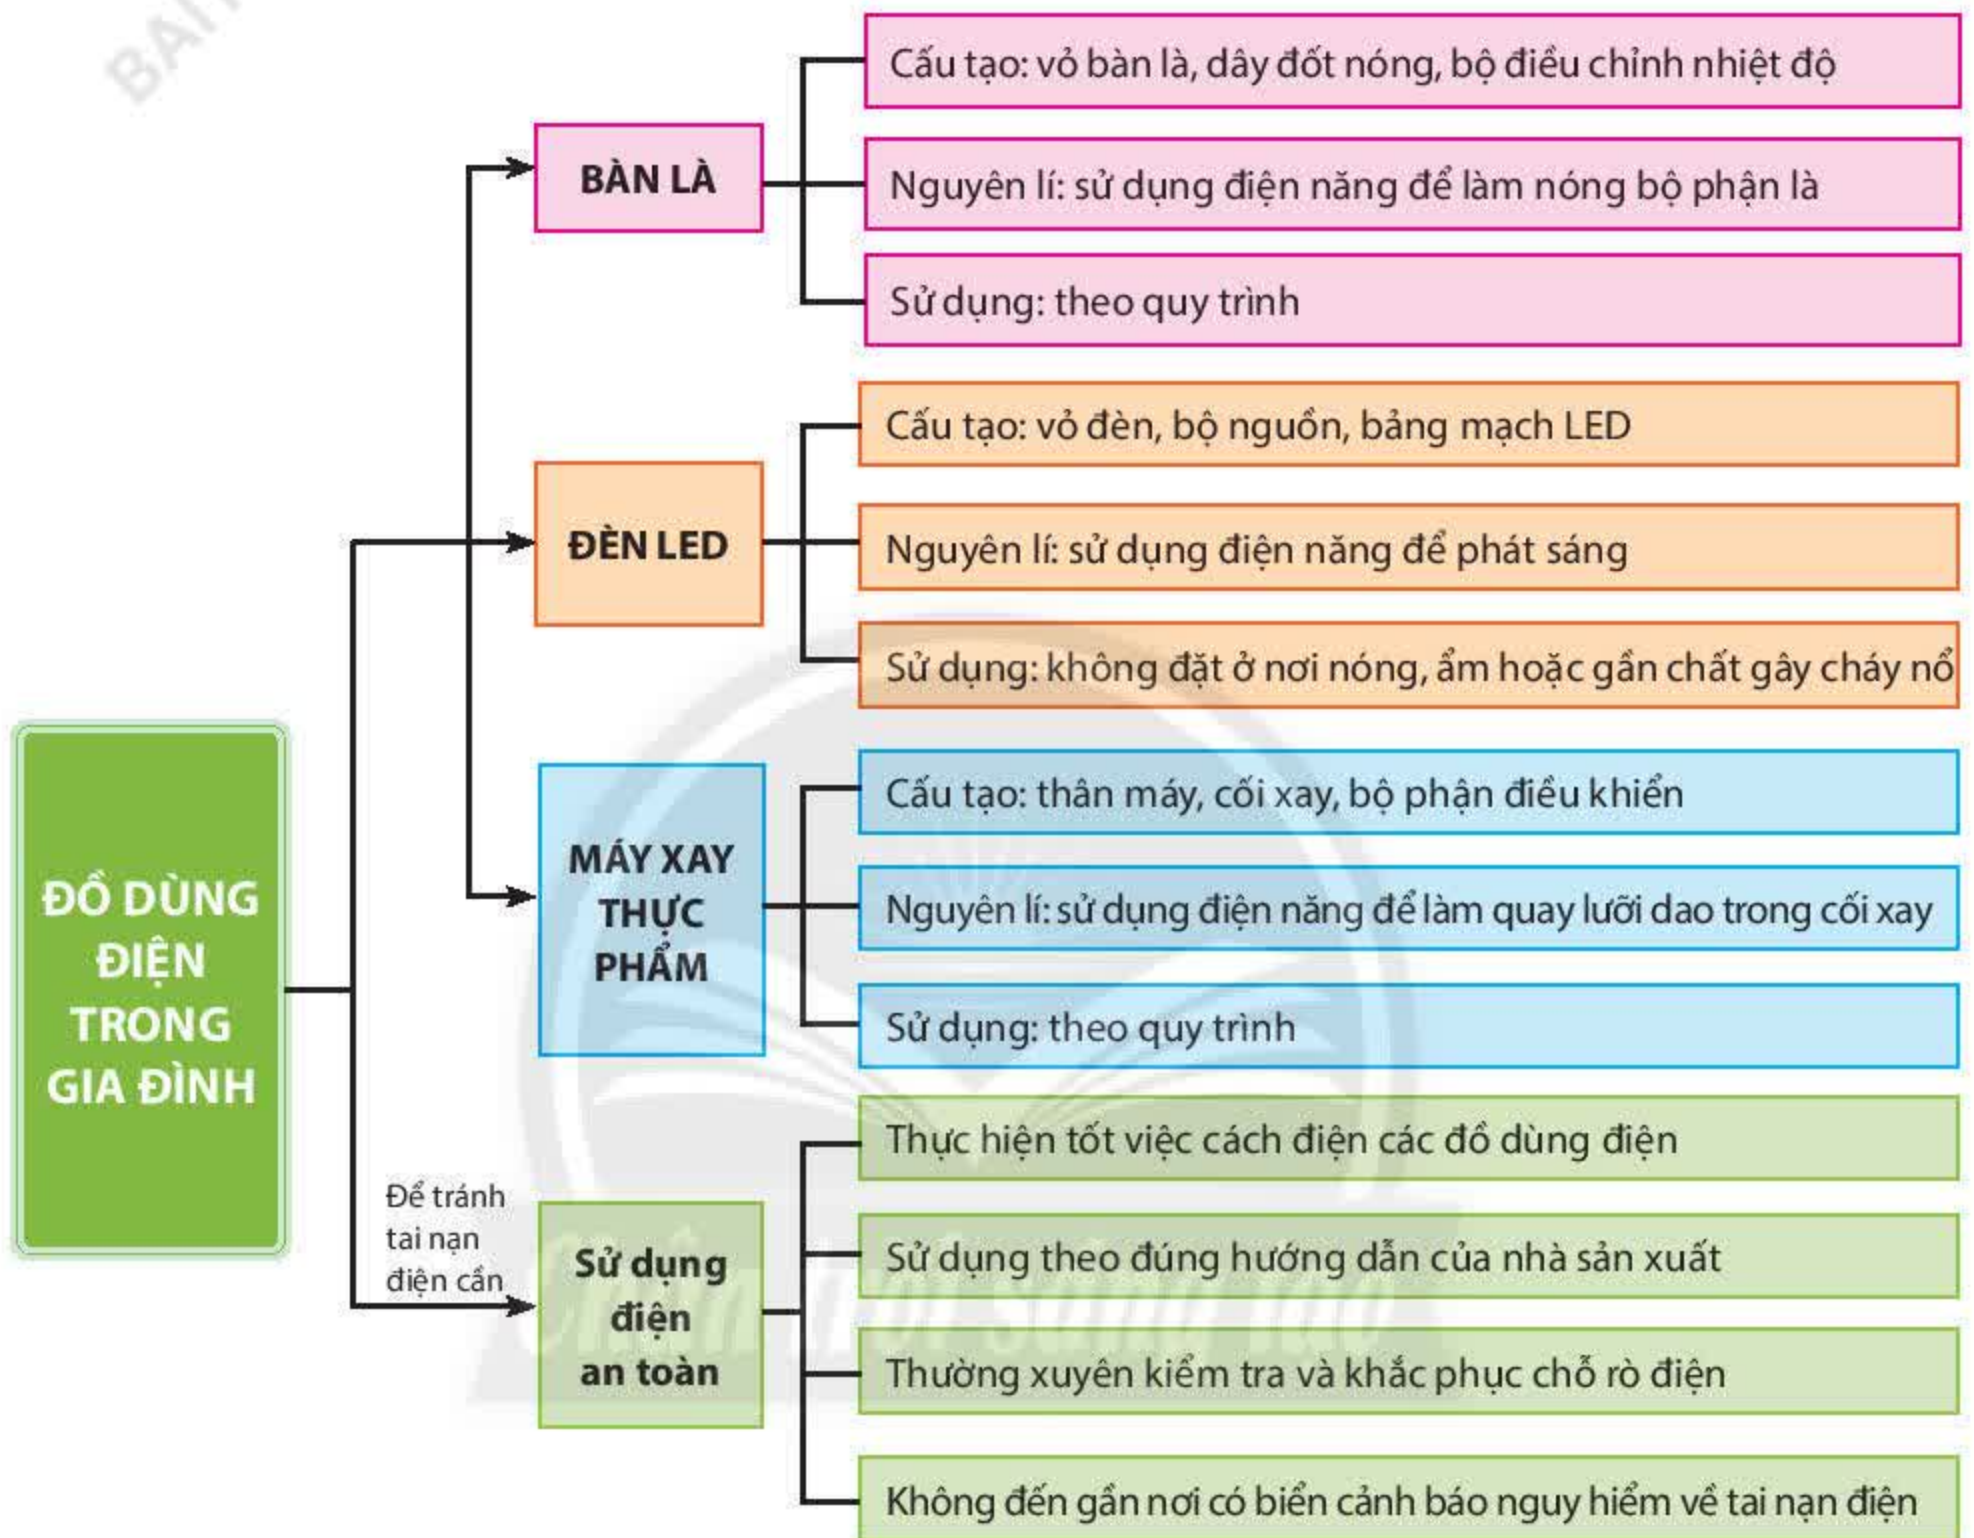 BAI
Cấu tạo: vỏ bàn là, dây đốt nóng, bộ điều chỉnh nhiệt độ
BÀN LÀ
Nguyên lí: sử dụng điện năng để làm nóng bộ phận là
Sử dụng: theo quy trình
Cấu tạo: vỏ đèn, bộ nguồn, bảng mạch LED
ĐÈN LED
Nguyên lí: sử dụng điện năng để phát sáng
Sử dụng: không đặt ở nơi nóng, ẩm hoặc gần chất gây cháy nổ
Cấu tạo: thân máy, cối xay, bộ phận điều khiển
MÁY XAY
THỰC
PHẨM
Nguyên lí: sử dụng điện năng để làm quay lưỡi dao trong cối xay
Sử dụng: theo quy trình
ĐỒ DÙNG
ĐIỆN
TRONG
GIA ĐÌNH
Để tránh
tai nạn
điện cần
Sử dụng
điện
an toàn
Thực hiện tốt việc cách điện các đồ dùng điện
Sử dụng theo đúng hướng dẫn của nhà sản xuất
Thường xuyên kiểm tra và khắc phục chỗ rò điện
Không đến gần nơi có biển cảnh báo nguy hiểm về tai nạn điện
Chân trời sáng tạo